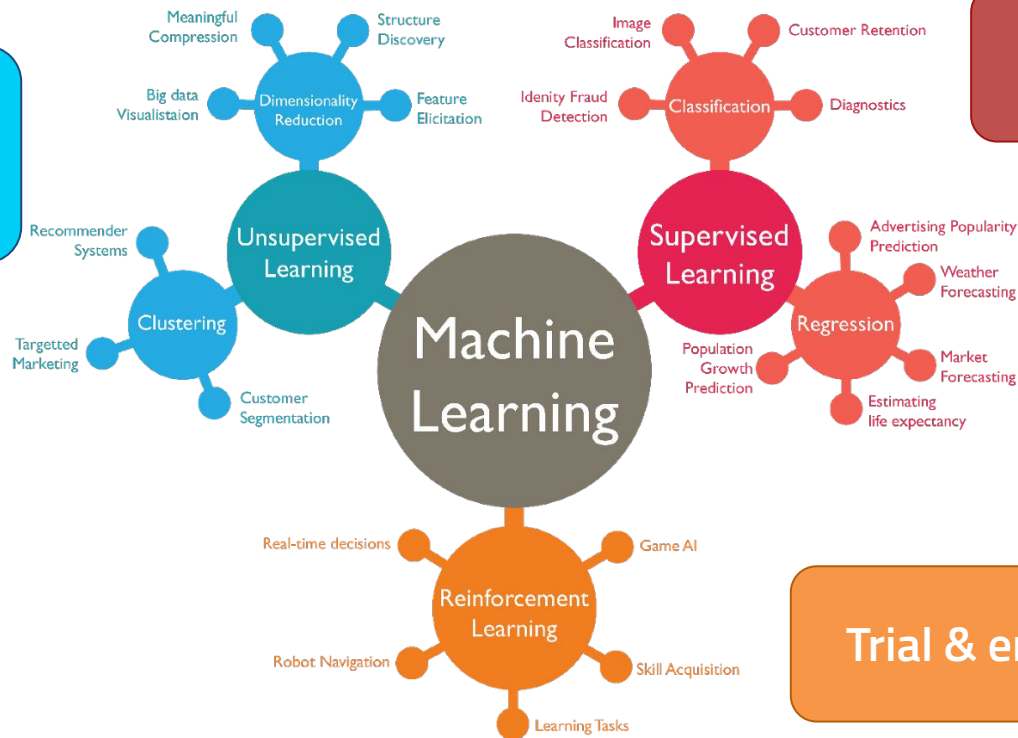 Meaningful
Compression
Structure
Discovery
Big data
Visualistaion
Dimensionality
Reduction
Feature
Elicitation
Image
Classification
Customer Retention
Idenity Fraud
Detection
Classification
Diagnostics
Recommender
Systems
Unsupervised
Learning
Clustering
Targetted
Marketing
Customer
Segmentation
Supervised
Learning
Advertising Popularity
Prediction
Weather
Forecasting
Regression
Population
Growth
Prediction
Market
Forecasting
Estimating
life expectancy
Machine
Learning
Real-time decisions
Game AI
Reinforcement
Learning
Robot Navigation
Skill Acquisition
Learning Tasks
Trial &